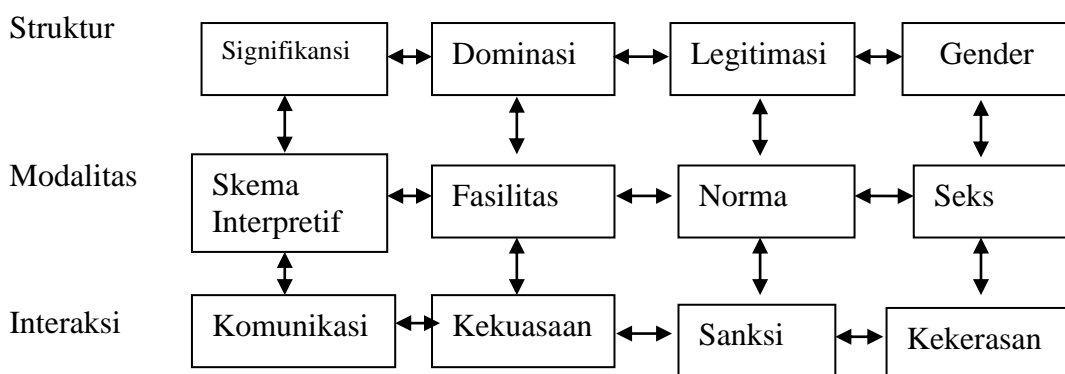 Struktur
Signifikansi
Dominasi
Legitimasi
Gender
Modalitas
Skema
Interpretif
Fasilitas
Norma
Seks
Interaksi
Komunikasi
Kekuasaan
Sanksi
Kekerasan